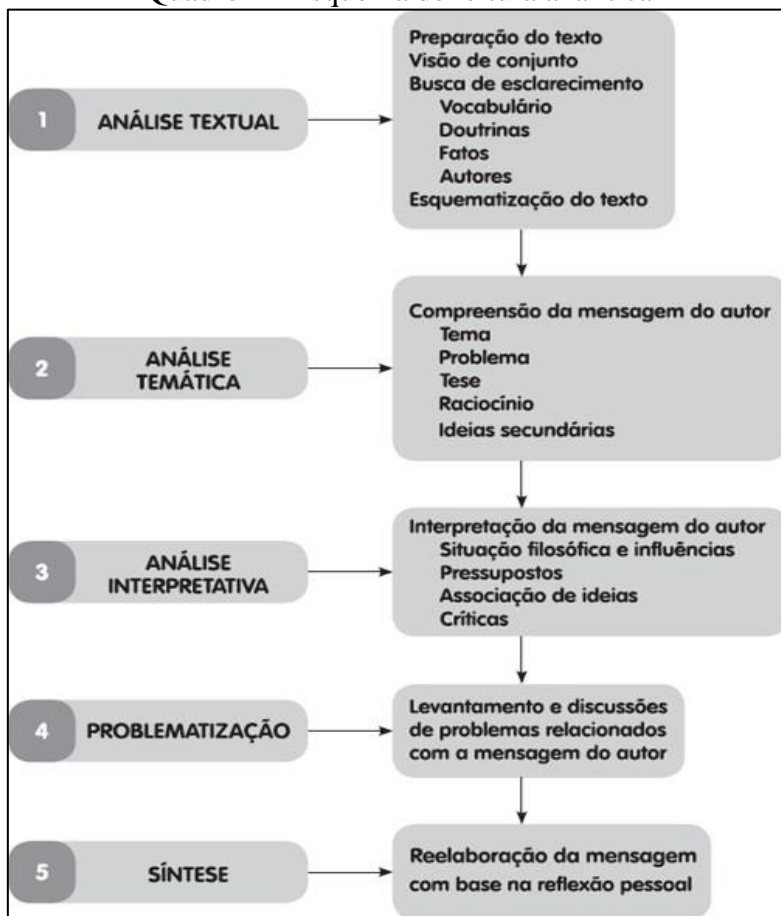 1
ANÁLISE TEXTUAL
Preparação do texto
Visão de conjunto
Busca de esclarecimento
Vocabulário
Doutrinas
Fatos
Autores
Esquematização do texto
2
ANÁLISE
TEMÁTICA
Compreensão da mensagem do autor
Tema
Problema
Tese
Raciocínio
Ideias secundárias
3
ANÁLISE
INTERPRETATIVA
Interpretação da mensagem do autor
Situação filosófica e influências
Pressupostos
Associação de ideias
Críticas
4
PROBLEMATIZAÇÃO
Levantamento e discussões
de problemas relacionados
com a mensagem do autor
5
SÍNTESE
Reelaboração da mensagem
com base na reflexão pessoal